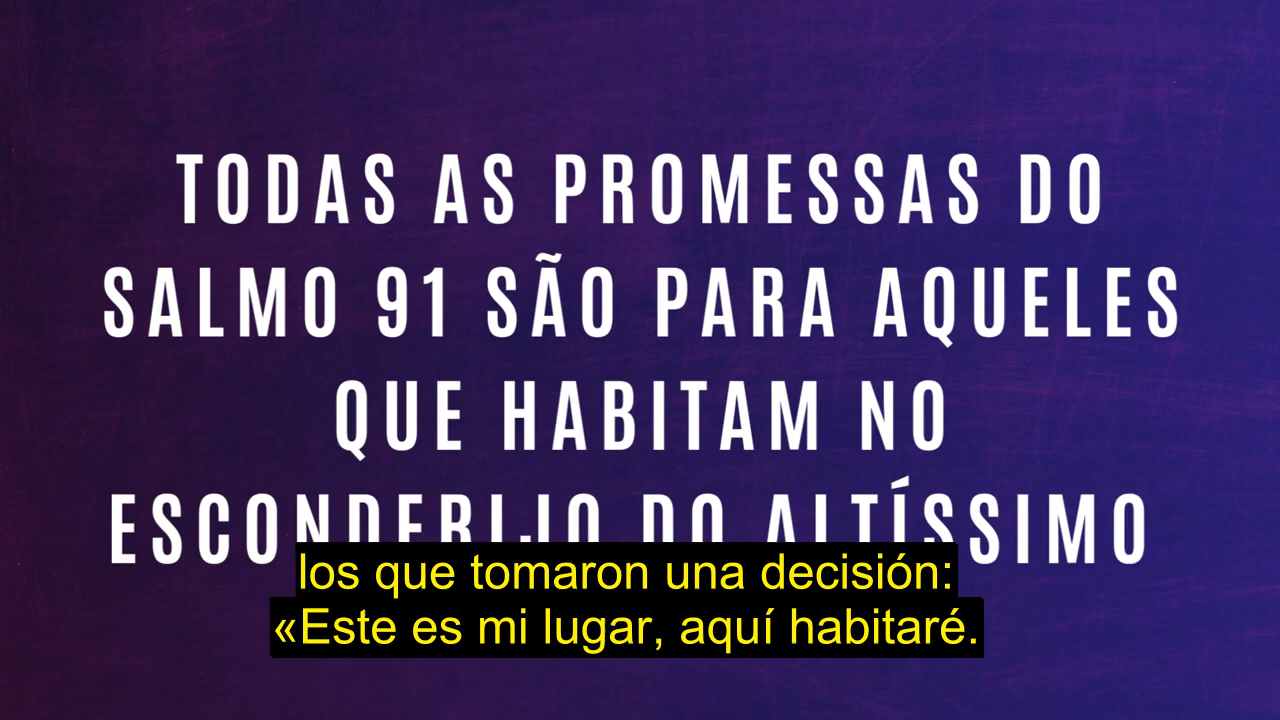 TODAS AS PROMESSAS DO
SALMO 91 SÃO PARA AQUELES
QUE HABITAM NO
ESCONDERIJO DO ALTÍSSIMO
los que tomaron una decisión:
«Este es mi lugar, aquí habitaré.